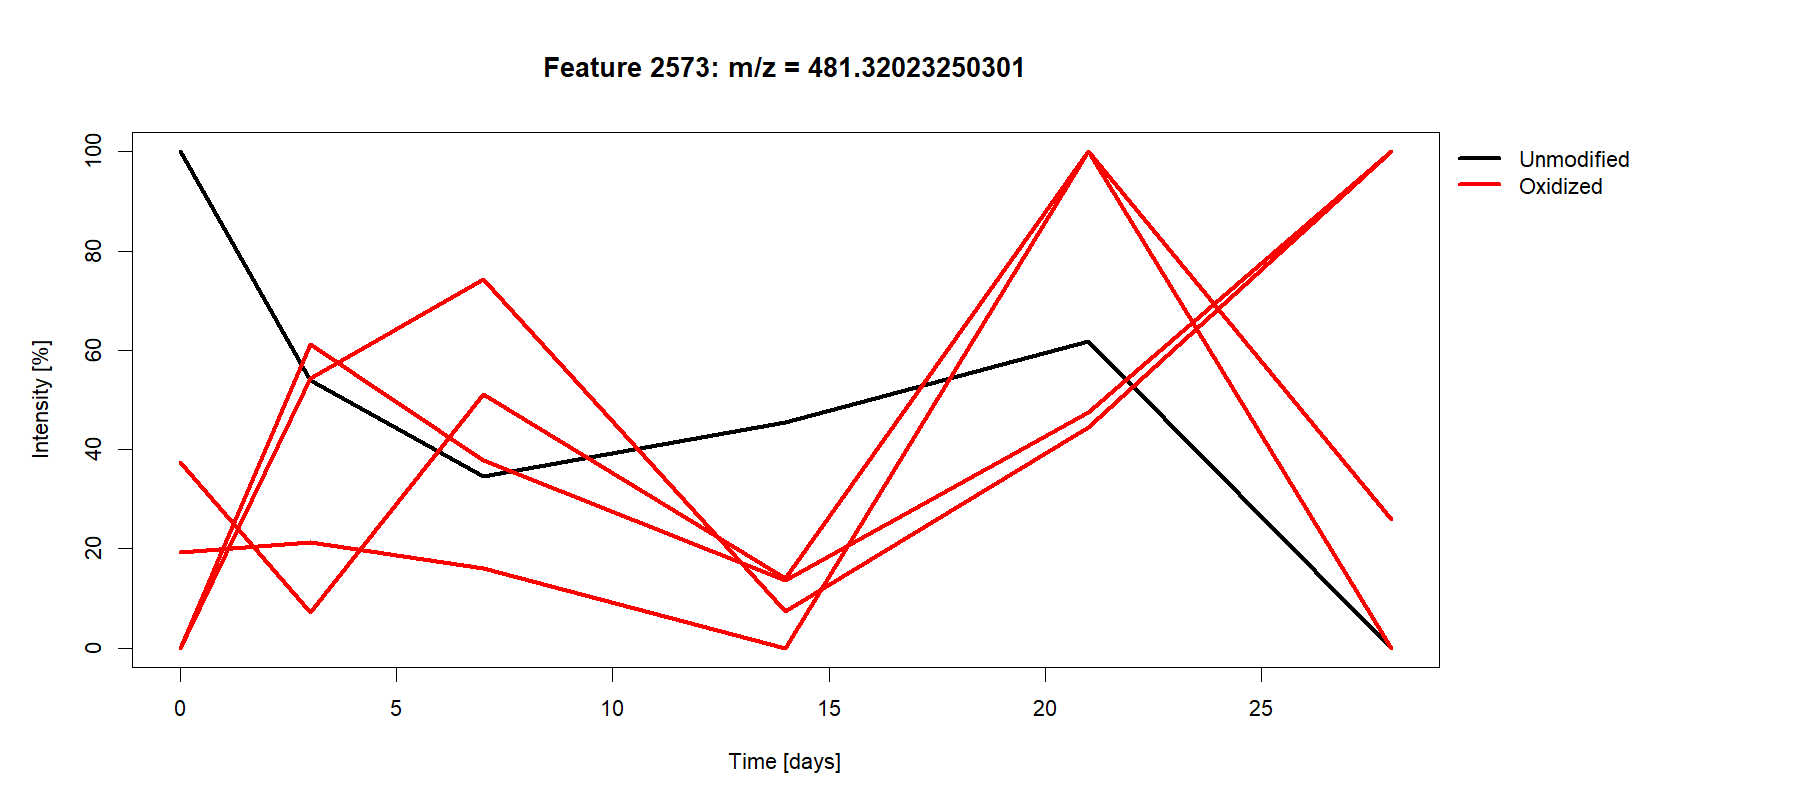 Feature 2573: m/z = 481.32023250301
Unmodified
Oxidized
Intensity [%]
100
80
60
40
20
0
0 5 10 15 20 25
Time [days]